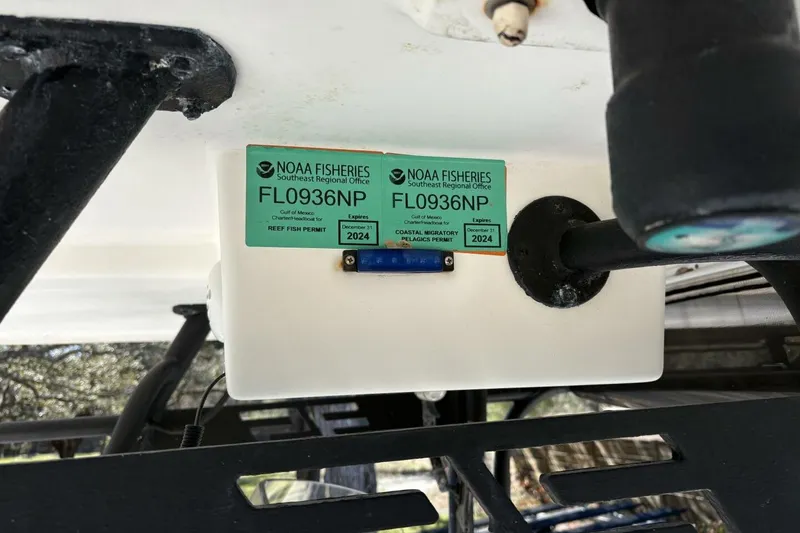 NOAA FISHERIES
Southeast Regional Office
FL0936NP
Gulf of Mexico
Charter/Headboat for
REEF FISH PERMIT
Expires
December 31
2024
NOAA FISHERIES
Southeast Regional Office
FL0936NP
Gulf of Mexico
Charter/Headboat for
COASTAL MIGRATORY
PELAGICS PERMIT
Expires
December 31
2024